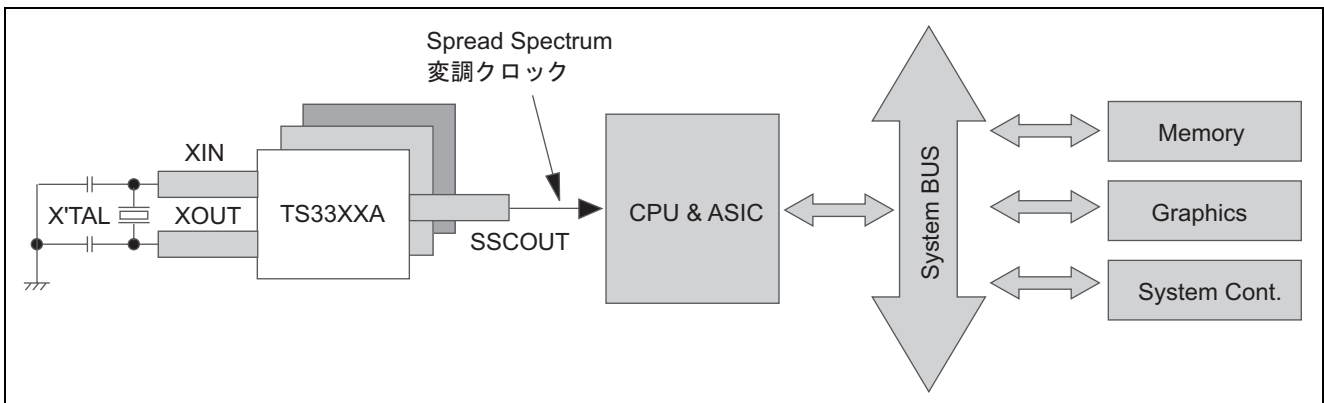 Spread Spectrum
変調クロック
XIN
X'TAL
XOUT
TS33XXA
SSCOUT
CPU & ASIC
System BUS
Memory
Graphics
System Cont.